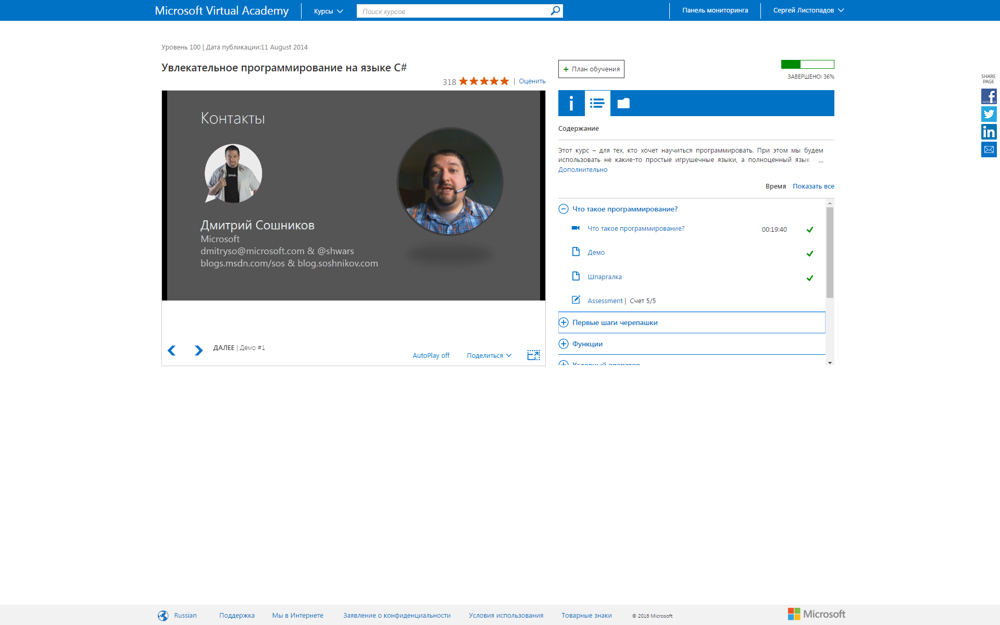 Microsoft Virtual Academy
Курсы
Поиск курсов
Панель мониторинга
Сергей Листопадов
Уровень 100 | Дата публикации:11 August 2014
Увлекательное программирование на языке C#
318
| Оценить
+ План обучения
ЗАВЕРШЕНО: 36%
SHARE
PAGE
Контакты
geek.
Дмитрий Сошников
Microsoft
dmitryso@microsoft.com & @shwars
blogs.msdn.com/sos & blog.soshnikov.com
ДАЛЕЕ | Демо #1
AutoPlay off
Поделиться
Содержание
Этот курс – для тех, кто хочет научиться программировать. При этом мы будем
использовать не какие-то простые игрушечные языки, а полноценный язык ...
Дополнительно
Время Показать все
Что такое программирование?
Что такое программирование? 00:19:40
Демо
Шпаргалка
Assessment | Счет 5/5
Первые шаги черепашки
Функции
Условный оператор
Russian
Поддержка
Мы в Интернете
Заявление о конфиденциальности
Условия использования
Товарные знаки
© 2016 Microsoft
Microsoft